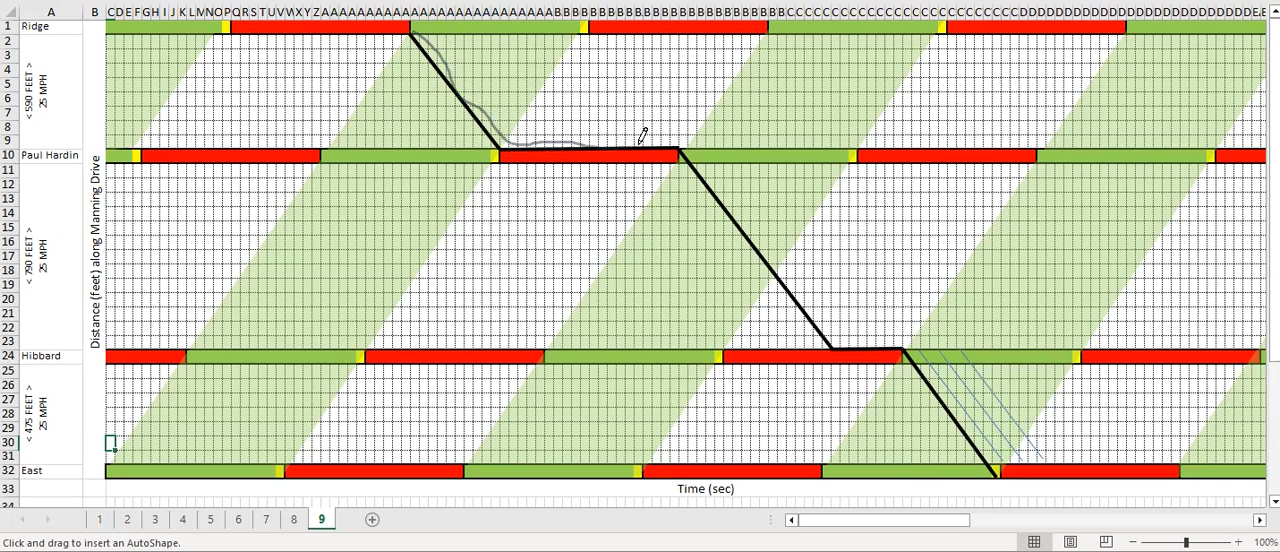 A B
1 Ridge
2
3
4
5
6
7
8
9
10 Paul Hardin
11
12
13
14
15
16
17
18
19
20
21
22
23
24 Hibbard
25
26
27
28
29
30
31
32 East
33 Time (sec)
< 590 FEET >
25 MPH
< 790 FEET >
25 MPH
< 475 FEET >
25 MPH
Distance (feet) along Manning Drive
1 2 3 4 5 6 7 8 9
Click and drag to insert an AutoShape.
100%